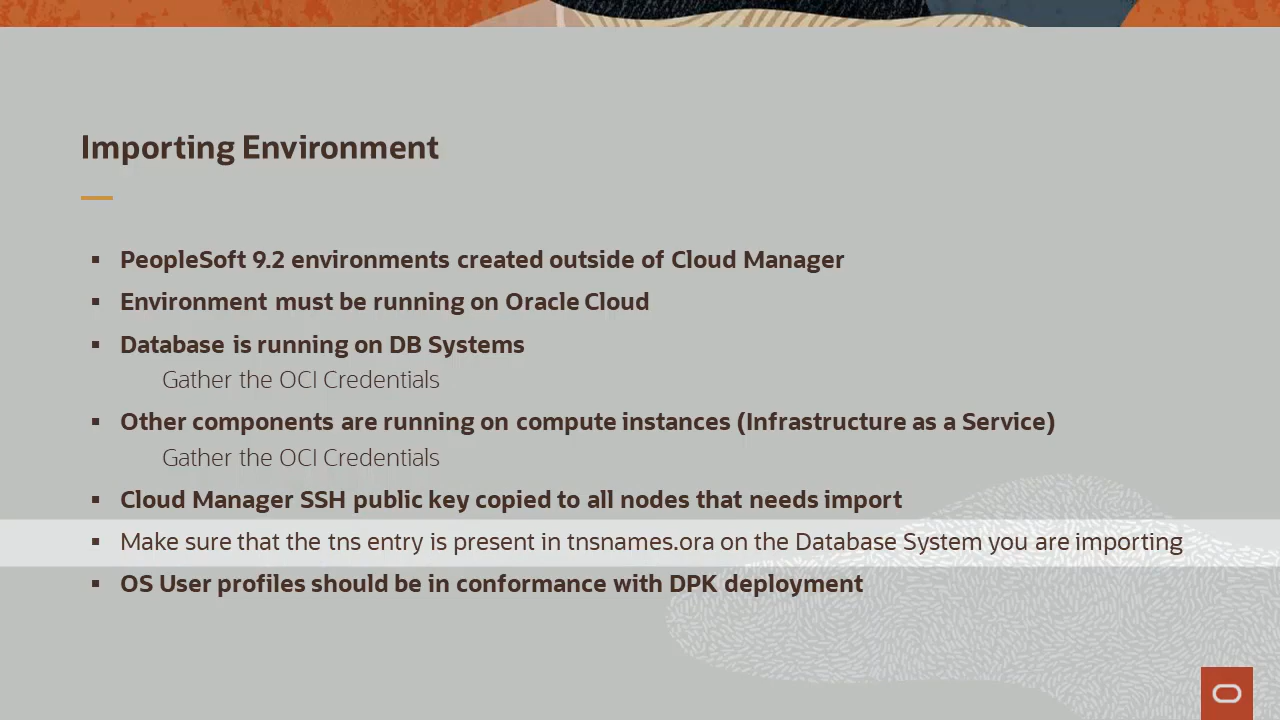 Importing Environment
PeopleSoft 9.2 environments created outside of Cloud Manager
Environment must be running on Oracle Cloud
Database is running on DB Systems
Gather the OCI Credentials
Other components are running on compute instances (Infrastructure as a Service)
Gather the OCI Credentials
Cloud Manager SSH public key copied to all nodes that needs import
Make sure that the tns entry is present in tnsnames.ora on the Database System you are importing
OS User profiles should be in conformance with DPK deployment